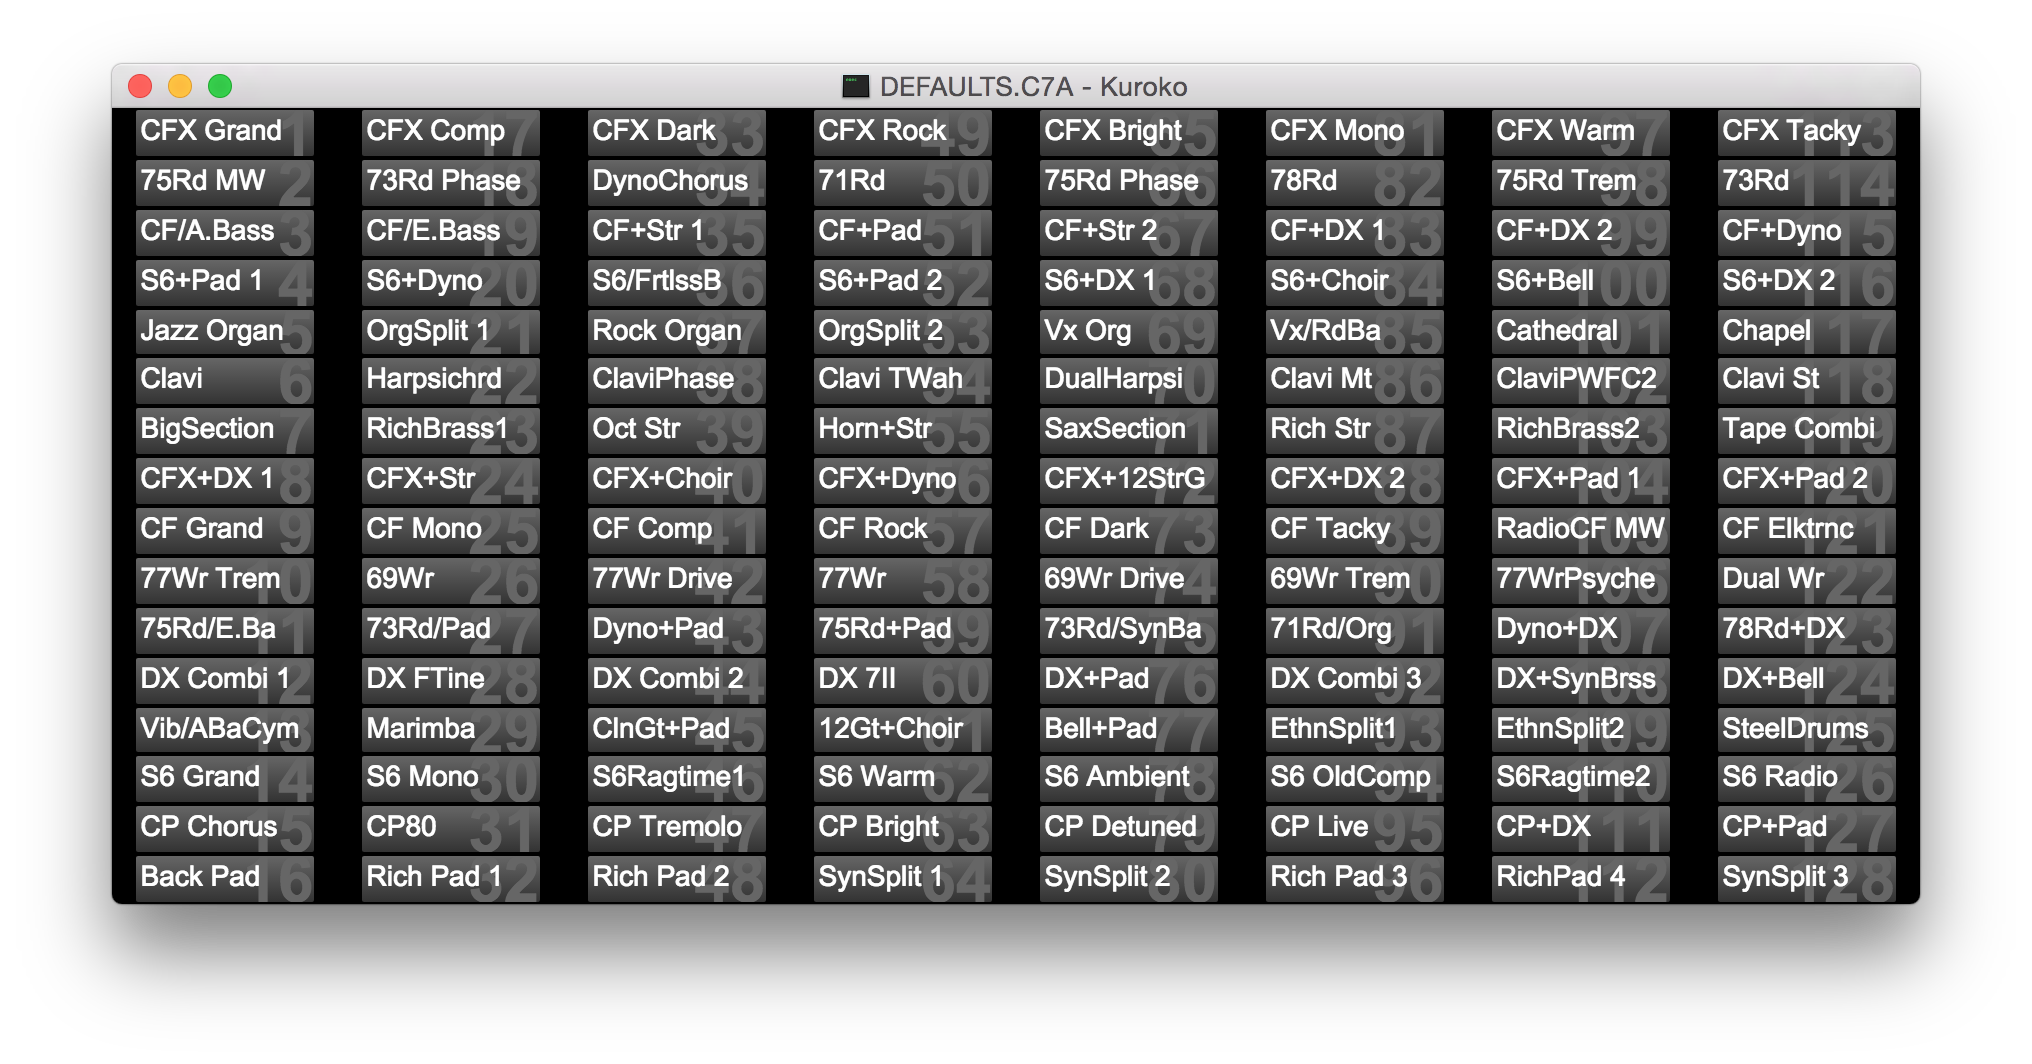 DEFAULTS.C7A - Kuroko
CFX Grand 1 CFX Comp 17 CFX Dark 33 CFX Rock 49 CFX Bright 65 CFX Mono 81 CFX Warm 97 CFX Tacky 113
75Rd MW 2 73Rd Phase 18 DynoChorus 34 71Rd 50 75Rd Phase 66 78Rd 82 75Rd Trem 98 73Rd 114
CF/A.Bass 3 CF/E.Bass 19 CF+Str 1 35 CF+Pad 51 CF+Str 2 67 CF+DX 1 83 CF+DX 2 99 CF+Dyno 115
S6+Pad 1 4 S6+Dyno 20 S6/FrtlssB 36 S6+Pad 2 52 S6+DX 1 68 S6+Choir 84 S6+Bell 100 S6+DX 2 116
Jazz Organ 5 OrgSplit 1 21 Rock Organ 37 OrgSplit 2 53 Vx Org 69 Vx/RdBa 85 Cathedral 101 Chapel 117
Clavi 6 Harpsichrd 22 ClaviPhase 38 Clavi TWah 54 DualHarpsi 70 Clavi Mt 86 ClaviPWFC2 102 Clavi St 118
BigSection 7 RichBrass1 23 Oct Str 39 Horn+Str 55 SaxSection 71 Rich Str 87 RichBrass2 103 Tape Combi 119
CFX+DX 1 8 CFX+Str 24 CFX+Choir 40 CFX+Dyno 56 CFX+12StrG 72 CFX+DX 2 88 CFX+Pad 1 104 CFX+Pad 2 120
CF Grand 9 CF Mono 25 CF Comp 41 CF Rock 57 CF Dark 73 CF Tacky 89 RadioCF MW 105 CF Elktrnc 121
77Wr Trem 10 69Wr 26 77Wr Drive 42 77Wr 58 69Wr Drive 74 69Wr Trem 90 77WrPsyche 106 Dual Wr 122
75Rd/E.Ba 11 73Rd/Pad 27 Dyno+Pad 43 75Rd+Pad 59 73Rd/SynBa 75 71Rd/Org 91 Dyno+DX 107 78Rd+DX 123
DX Combi 1 12 DX FTine 28 DX Combi 2 44 DX 7II 60 DX+Pad 76 DX Combi 3 92 DX+SynBrss 108 DX+Bell 124
Vib/ABaCym 13 Marimba 29 ClnGt+Pad 45 12Gt+Choir 61 Bell+Pad 77 EthnSplit1 93 EthnSplit2 109 SteelDrums 125
S6 Grand 14 S6 Mono 30 S6Ragtime1 46 S6 Warm 62 S6 Ambient 78 S6 OldComp 94 S6Ragtime2 110 S6 Radio 126
CP Chorus 15 CP80 31 CP Tremolo 47 CP Bright 63 CP Detuned 79 CP Live 95 CP+DX 111 CP+Pad 127
Back Pad 16 Rich Pad 1 32 Rich Pad 2 48 SynSplit 1 64 SynSplit 2 80 Rich Pad 3 96 RichPad 4 112 SynSplit 3 128